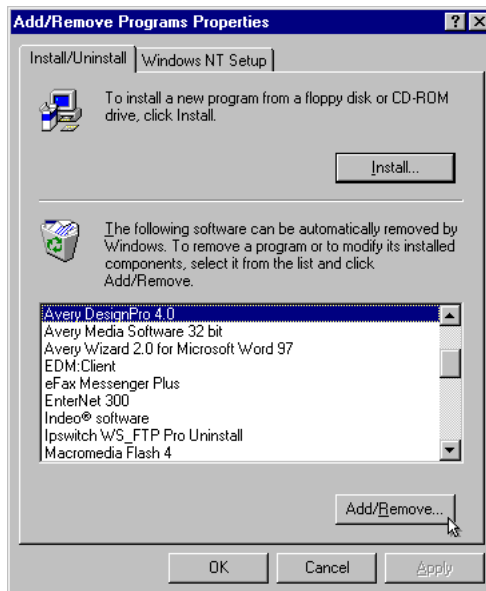 Add/Remove Programs Properties
Install/Uninstall
Windows NT Setup
To install a new program from a floppy disk or CD-ROM
drive, click Install.
Install...
The following software can be automatically removed by
Windows. To remove a program or to modify its installed
components, select it from the list and click
Add/Remove.
Avery DesignPro 4.0
Avery Media Software 32 bit
Avery Wizard 2.0 for Microsoft Word 97
EDM:Client
eFax Messenger Plus
EnterNet 300
Indeo® software
Ipswitch WS_FTP Pro Uninstall
Macromedia Flash 4
Add/Remove...
OK
Cancel
Apply